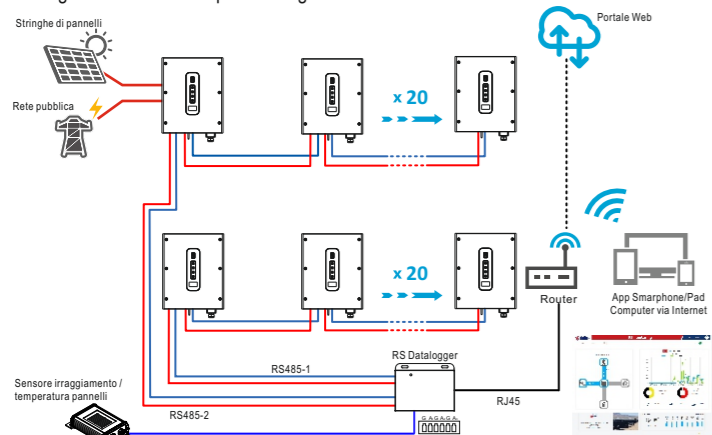 Stringhe di pannelli
Portale Web
Rete pubblica
x 20
x 20
Router
App Smarphone/Pad
Computer via Internet
RS Datalogger
RS485-1
RJ45
Sensore irraggiamento /
temperatura pannelli
RS485-2